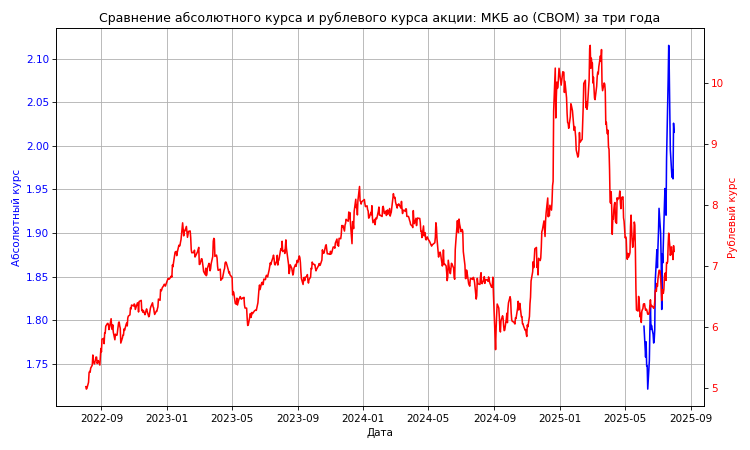 Сравнение абсолютного курса и рублевого курса акции: МКБ ао (CBOM) за три года
2.10
2.05
2.00
1.95
1.90
1.85
1.80
1.75
Абсолютный курс
10
9
8
7
6
5
Рублевый курс
2022-09 2023-01 2023-05 2023-09 2024-01 2024-05 2024-09 2025-01 2025-05 2025-09
Дата